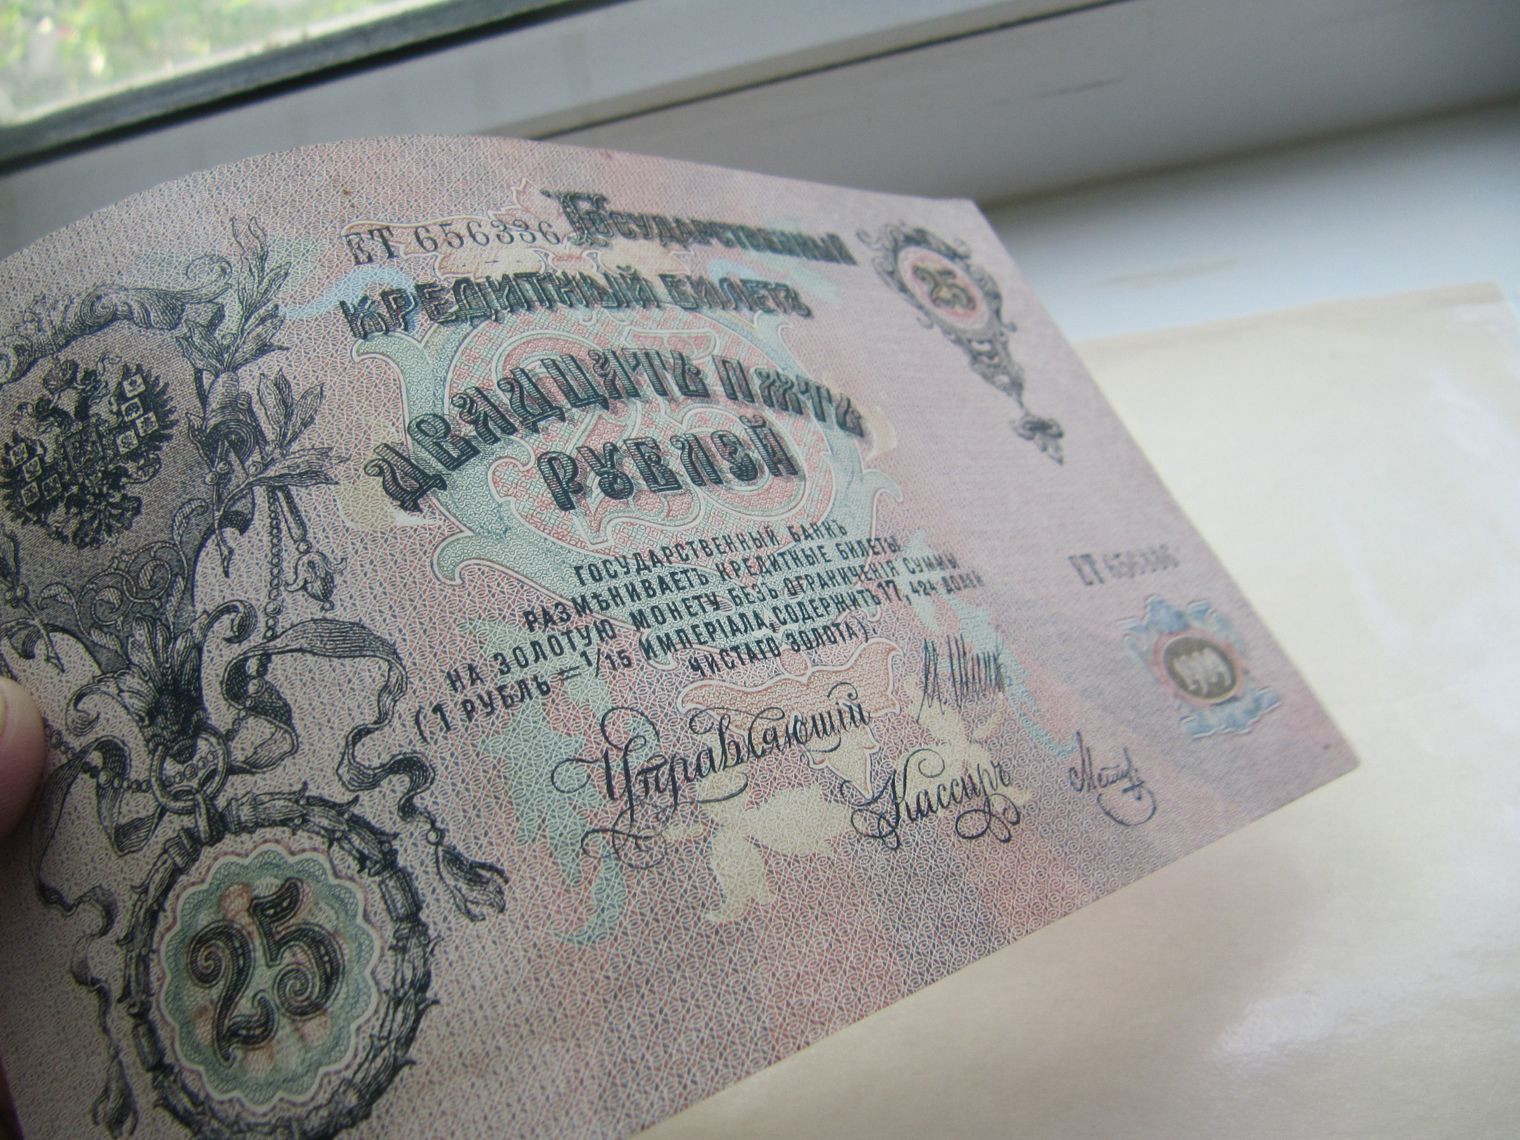 ЕТ 656336
Государственный
25
КРЕДИТНЫЙ БИЛЕТЪ
ДВАДЦАТЬ ПЯТЬ
РУБЛЕЙ
ГОСУДАРСТВЕННЫЙ БАНКЪ
РАЗМѢНИВАЕТЪ КРЕДИТНЫЕ БИЛЕТЫ
НА ЗОЛОТУЮ МОНЕТУ БЕЗЪ ОГРАНИЧЕНІЯ СУММЫ
(1 РУБЛЬ = 1/15 ИМПЕРІАЛА, СОДЕРЖИТЪ 17, 424 ДОЛЕЙ
ЧИСТАГО ЗОЛОТА)
Управляющій
Кассиръ
ЕТ 656336
1909
25